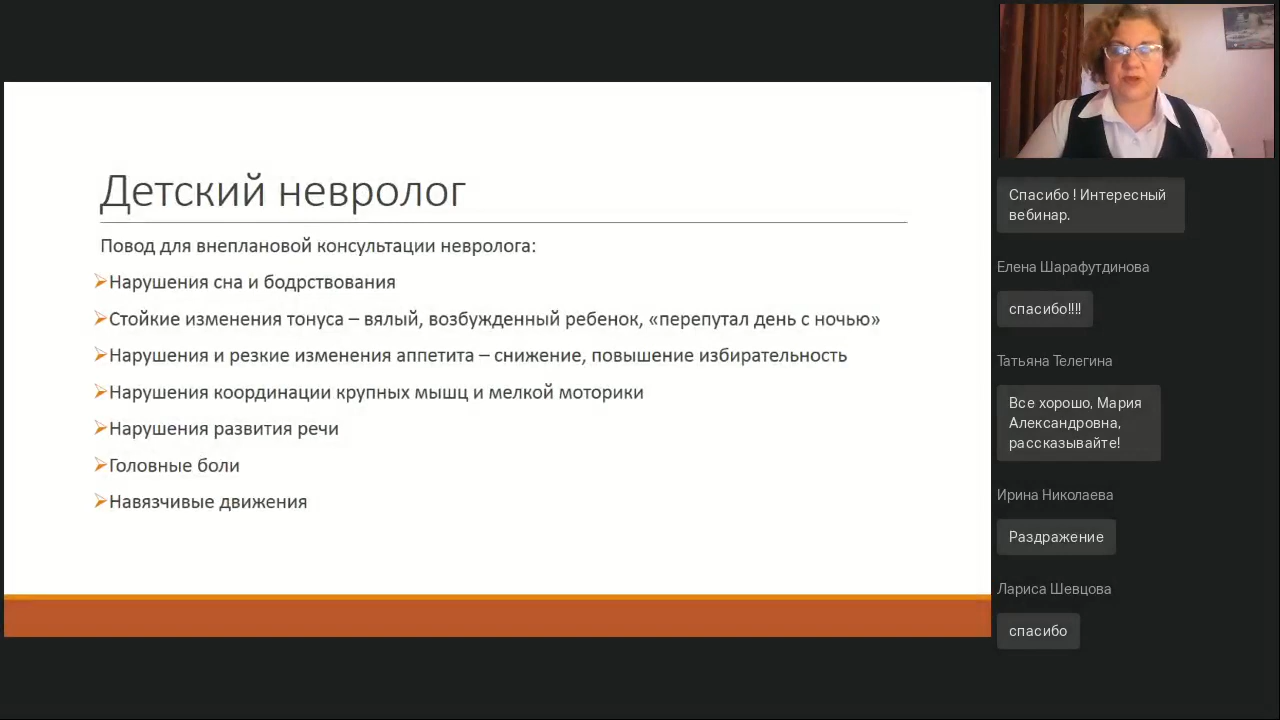 Детский невролог
Повод для внеплановой консультации невролога:
Нарушения сна и бодрствования
Стойкие изменения тонуса – вялый, возбужденный ребенок, «перепутал день с ночью»
Нарушения и резкие изменения аппетита – снижение, повышение избирательность
Нарушения координации крупных мышц и мелкой моторики
Нарушения развития речи
Головные боли
Навязчивые движения
Спасибо ! Интересный
вебинар.
Елена Шарафутдинова
спасибо!!!!
Татьяна Телегина
Все хорошо, Мария
Александровна,
рассказывайте!
Ирина Николаева
Раздражение
Лариса Шевцова
спасибо